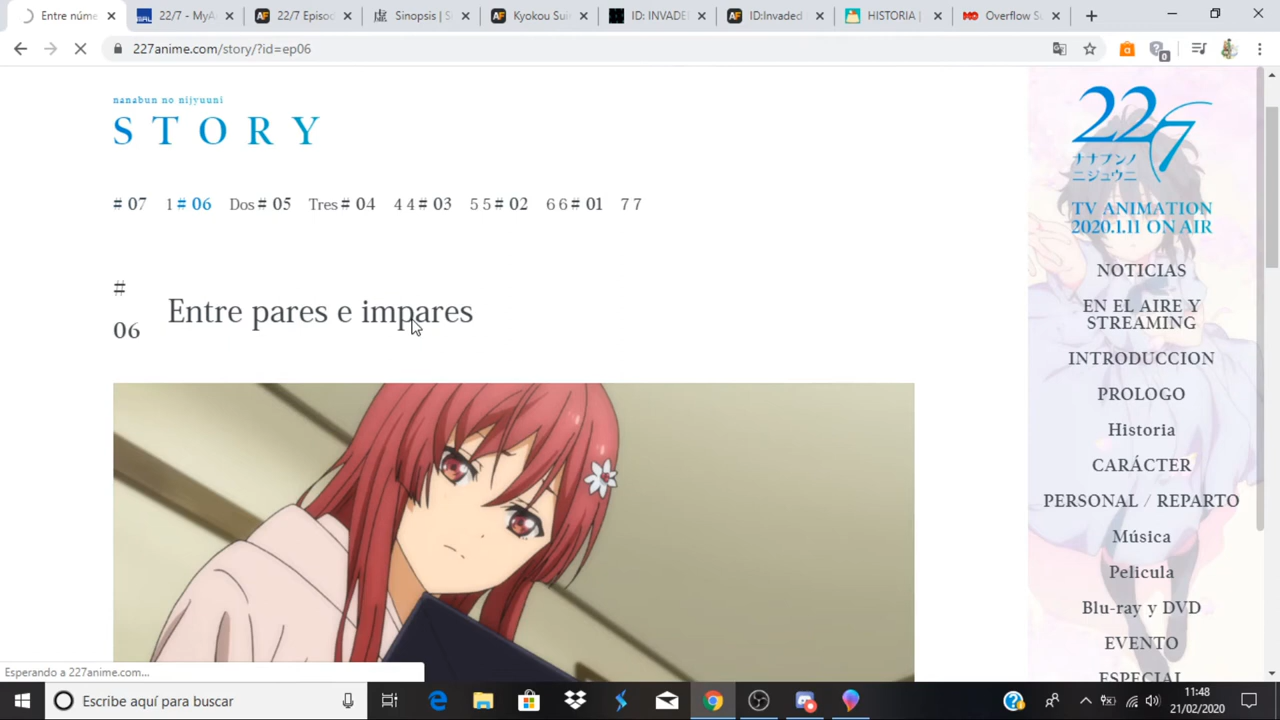 Entre núme
22/7 - MyA
22/7 Episod
Sinopsis | S
Kyokou Sui
ID: INVADE
ID:Invaded
HISTORIA |
Overflow Su
227anime.com/story/?id=ep06
nanabun no nijyuuni
STORY
# 07 1 # 06 Dos # 05 Tres # 04 4 4 # 03 5 5 # 02 6 6 # 01 7 7
#
06
Entre pares e impares
22/7
ナナブンノ
ニジュウニ
TV ANIMATION
2020.1.11 ON AIR
NOTICIAS
EN EL AIRE Y
STREAMING
INTRODUCCION
PROLOGO
Historia
CARÁCTER
PERSONAL / REPARTO
Música
Pelicula
Blu-ray y DVD
EVENTO
ESPECIAL
Esperando a 227anime.com...
Escribe aquí para buscar
11:48
21/02/2020